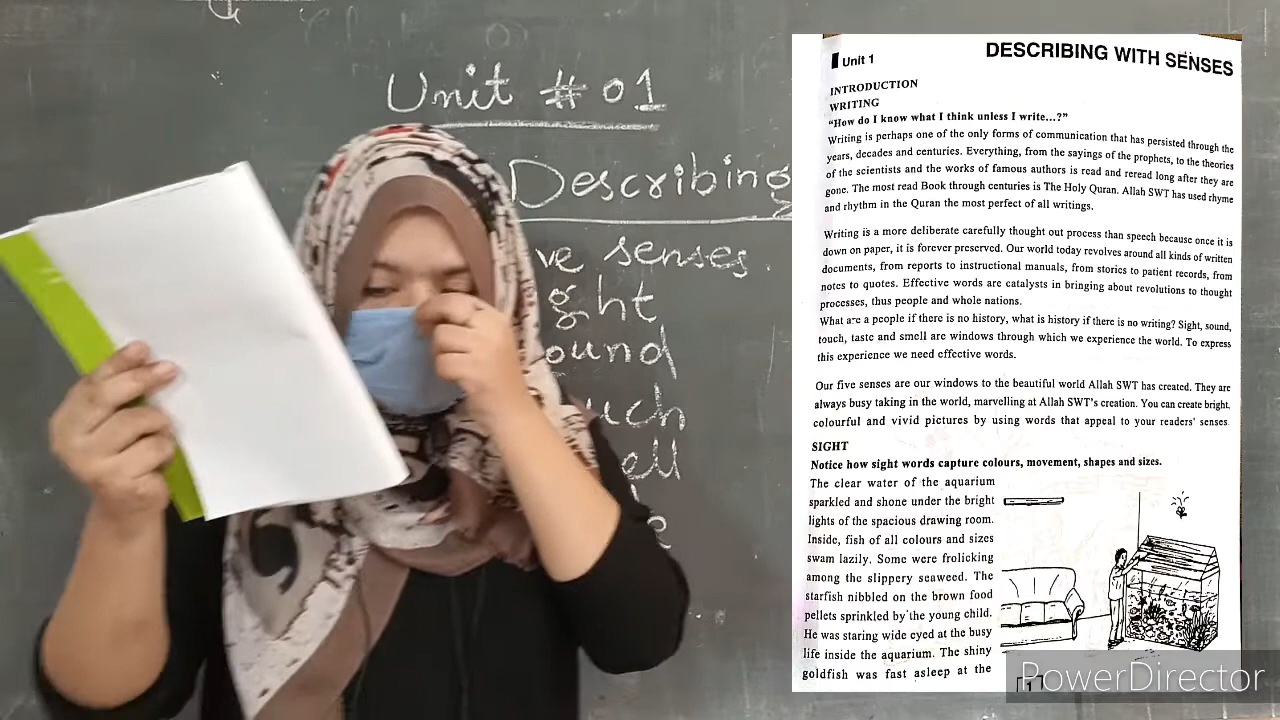 Unit # 01
Describing
ve senses.
ght
ound
uch
ell
e
Unit 1
DESCRIBING WITH SENSES
INTRODUCTION
WRITING
"How do I know what I think unless I write...?"
Writing is perhaps one of the only forms of communication that has persisted through the
years, decades and centuries. Everything, from the sayings of the prophets, to the theories
of the scientists and the works of famous authors is read and reread long after they are
gone. The most read Book through centuries is The Holy Quran. Allah SWT has used rhyme
and rhythm in the Quran the most perfect of all writings.
Writing is a more deliberate carefully thought out process than speech because once it is
down on paper, it is forever preserved. Our world today revolves around all kinds of written
documents, from reports to instructional manuals, from stories to patient records, from
notes to quotes. Effective words are catalysts in bringing about revolutions to thought
processes, thus people and whole nations.
What are a people if there is no history, what is history if there is no writing? Sight, sound,
touch, taste and smell are windows through which we experience the world. To express
this experience we need effective words.
Our five senses are our windows to the beautiful world Allah SWT has created. They are
always busy taking in the world, marvelling at Allah SWT's creation. You can create bright,
colourful and vivid pictures by using words that appeal to your readers' senses.
SIGHT
Notice how sight words capture colours, movement, shapes and sizes.
The clear water of the aquarium
sparkled and shone under the bright
lights of the spacious drawing room.
Inside, fish of all colours and sizes
swam lazily. Some were frolicking
among the slippery seaweed. The
starfish nibbled on the brown food
pellets sprinkled by the young child.
He was staring wide eyed at the busy
life inside the aquarium. The shiny
goldfish was fast asleep at the
1
PowerDirector